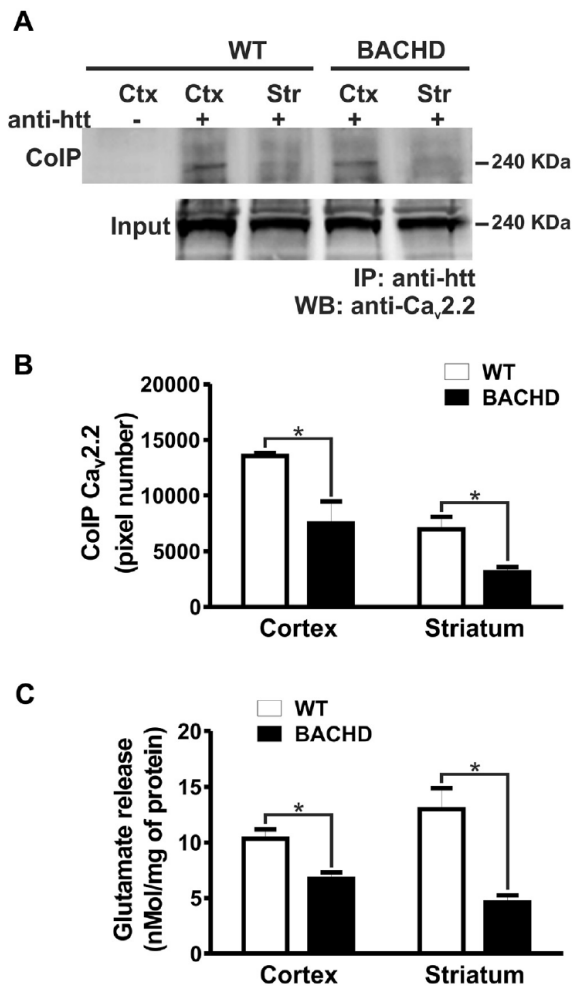 A
WT BACHD
Ctx Ctx Str Ctx Str
anti-htt - + + + +
CoIP – 240 KDa
Input – 240 KDa
IP: anti-htt
WB: anti-Cav2.2
B
20000
15000
10000
5000
0
CoIP Cav2.2
(pixel number)
WT
BACHD
* *
Cortex Striatum
C
WT
BACHD
20
15
10
5
0
Glutamate release
(nMol/mg of protein)
* *
Cortex Striatum